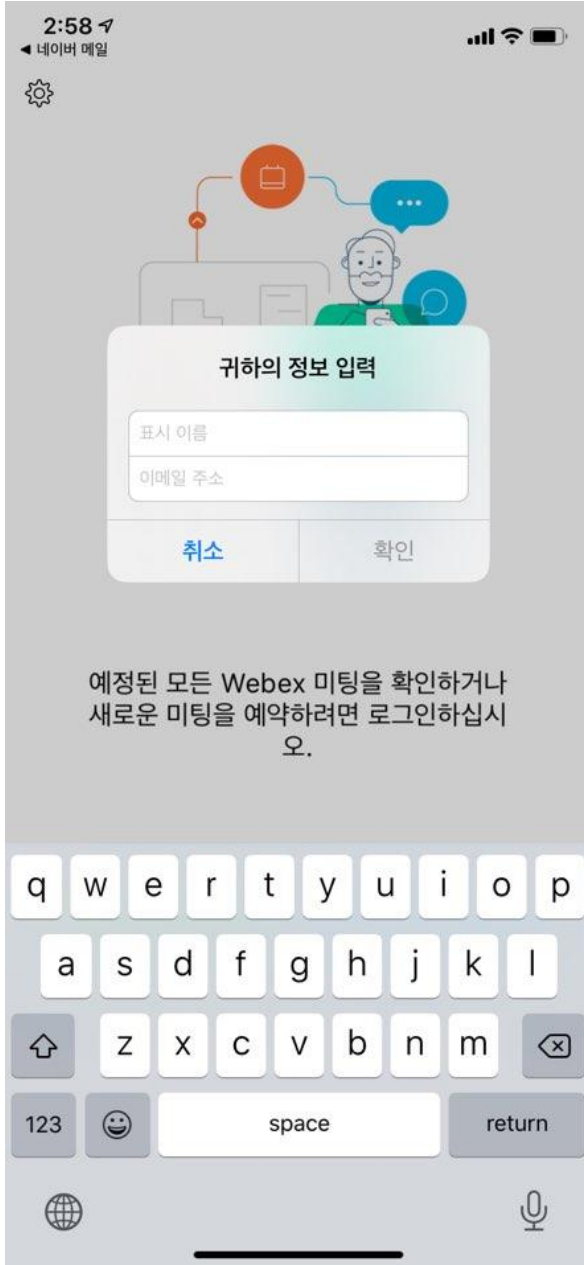 2:58
◀ 네이버 메일
귀하의 정보 입력
표시 이름
이메일 주소
취소 확인
예정된 모든 Webex 미팅을 확인하거나
새로운 미팅을 예약하려면 로그인하십시
오.
q w e r t y u i o p
a s d f g h j k l
z x c v b n m
123 space return